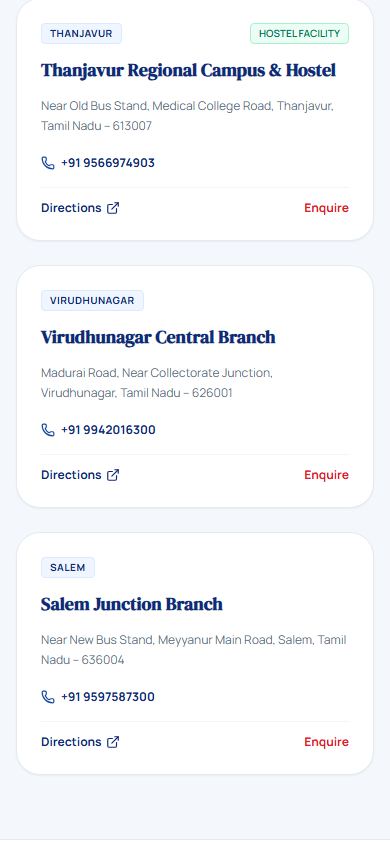 THANJAVUR
HOSTEL FACILITY
Thanjavur Regional Campus & Hostel
Near Old Bus Stand, Medical College Road, Thanjavur,
Tamil Nadu – 613007
+91 9566974903
Directions
Enquire
VIRUDHUNAGAR
Virudhunagar Central Branch
Madurai Road, Near Collectorate Junction,
Virudhunagar, Tamil Nadu – 626001
+91 9942016300
Directions
Enquire
SALEM
Salem Junction Branch
Near New Bus Stand, Meyyanur Main Road, Salem, Tamil
Nadu – 636004
+91 9597587300
Directions
Enquire